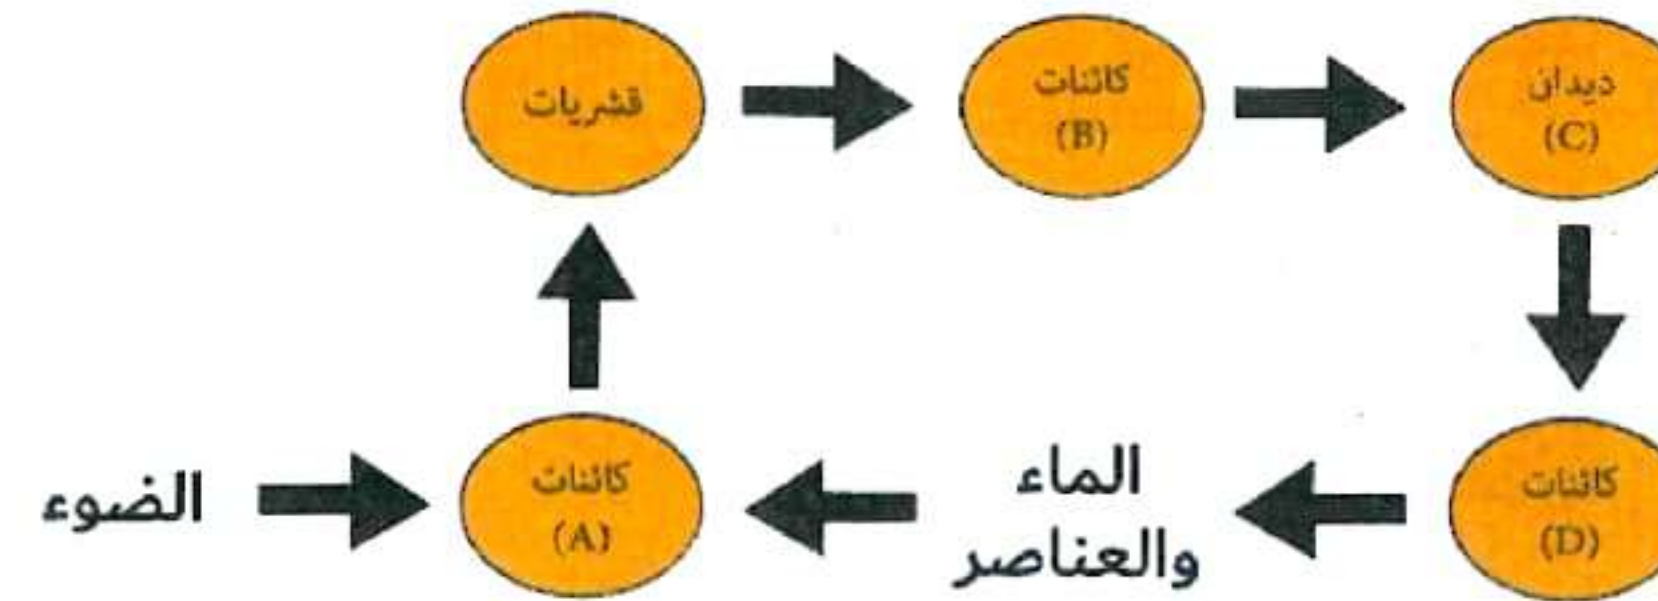 قشريات
كائنات
(B)
ديدان
(C)
الضوء
كائنات
(A)
الماء
والعناصر
كائنات
(D)